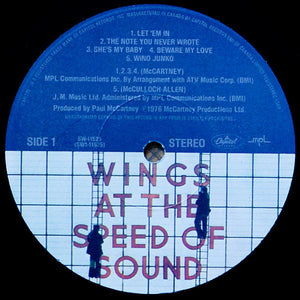 1. LET 'EM IN
2. THE NOTE YOU NEVER WROTE
3. SHE'S MY BABY 4. BEWARE MY LOVE
5. WINO JUNKO
1.2.3.4. (McCARTNEY)
MPL Communications Inc. By Arrangement with ATV Music Corp. (BMI)
5. (McCULLOCH ALLEN)
J. M. Music Ltd. Administered by MPL Communications Inc. (BMI)
Produced by Paul McCartney ℗ 1976 McCartney Productions Ltd.
SIDE 1
STEREO
Capitol
MPL
WINGS
AT THE
SPEED OF
SOUND